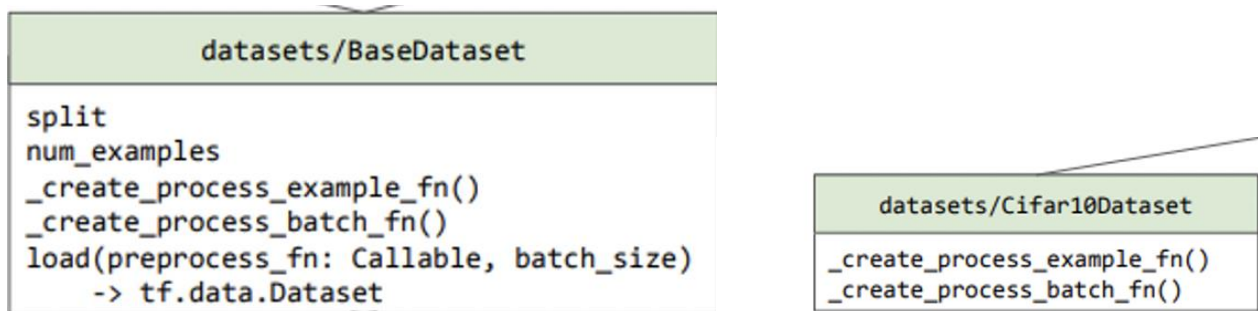 datasets/BaseDataset
split
num_examples
_create_process_example_fn()
_create_process_batch_fn()
load(preprocess_fn: Callable, batch_size)
-> tf.data.Dataset
datasets/Cifar10Dataset
_create_process_example_fn()
_create_process_batch_fn()